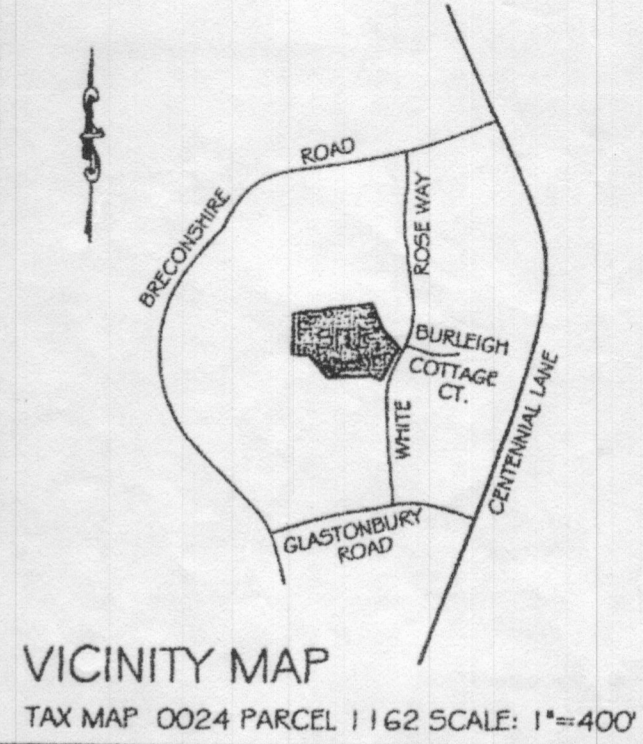 ROAD
BRECONSHIRE
ROSE WAY
BURLEIGH
COTTAGE
CT.
WHITE
CENTENNIAL LANE
GLASTONBURY
ROAD
VICINITY MAP
TAX MAP 0024 PARCEL 1162 SCALE: 1"=400'